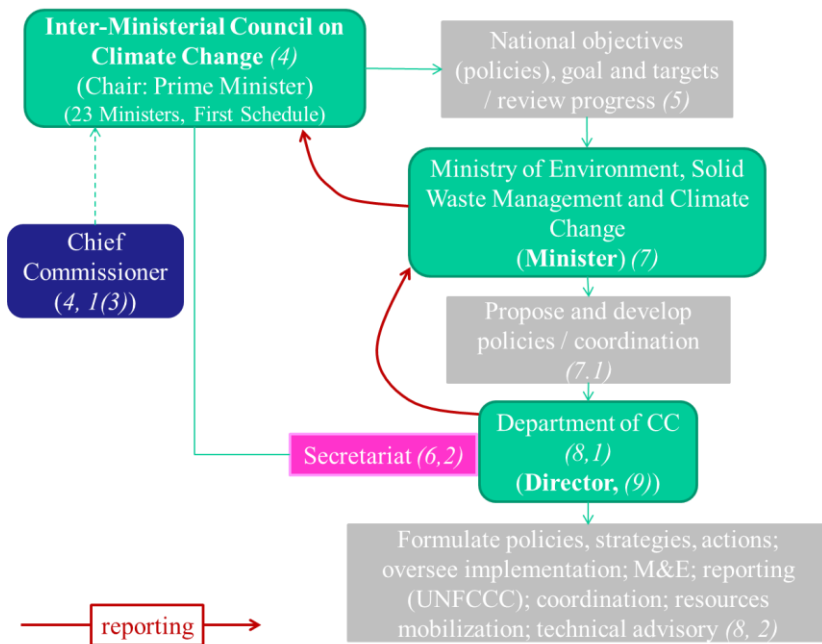 Inter-Ministerial Council on
Climate Change (4)
(Chair: Prime Minister)
(23 Ministers, First Schedule)
National objectives
(policies), goal and targets
/ review progress (5)
Ministry of Environment, Solid
Waste Management and Climate
Change
(Minister) (7)
Chief
Commissioner
(4, 1(3))
Propose and develop
policies / coordination
(7.1)
Department of CC
(8,1)
(Director, (9))
Secretariat (6,2)
Formulate policies, strategies, actions;
oversee implementation; M&E; reporting
(UNFCCC); coordination; resources
mobilization; technical advisory (8, 2)
reporting